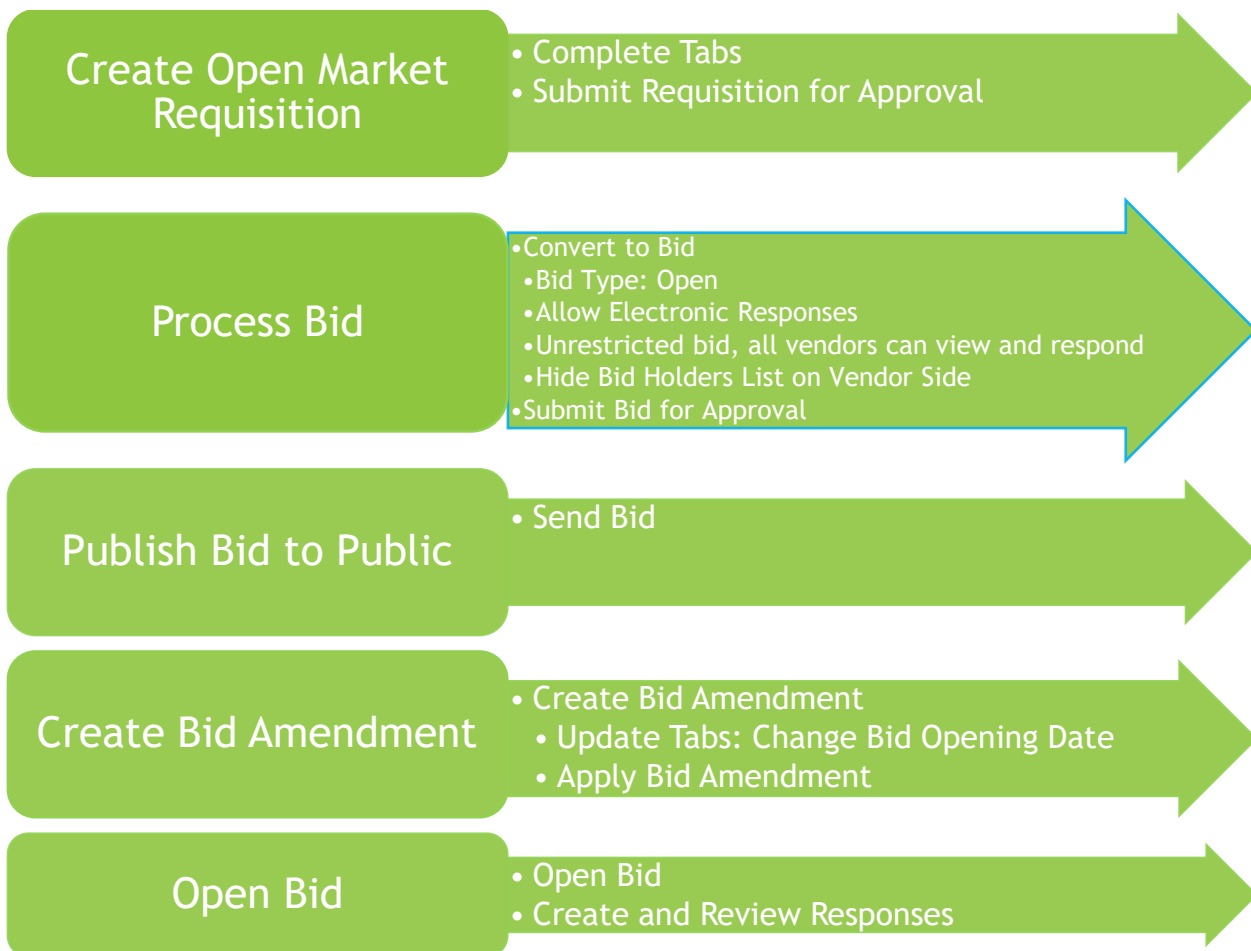 Create Open Market
Requisition
• Complete Tabs
• Submit Requisition for Approval
Process Bid
•Convert to Bid
•Bid Type: Open
•Allow Electronic Responses
•Unrestricted bid, all vendors can view and respond
•Hide Bid Holders List on Vendor Side
•Submit Bid for Approval
Publish Bid to Public
• Send Bid
Create Bid Amendment
• Create Bid Amendment
• Update Tabs: Change Bid Opening Date
• Apply Bid Amendment
Open Bid
• Open Bid
• Create and Review Responses